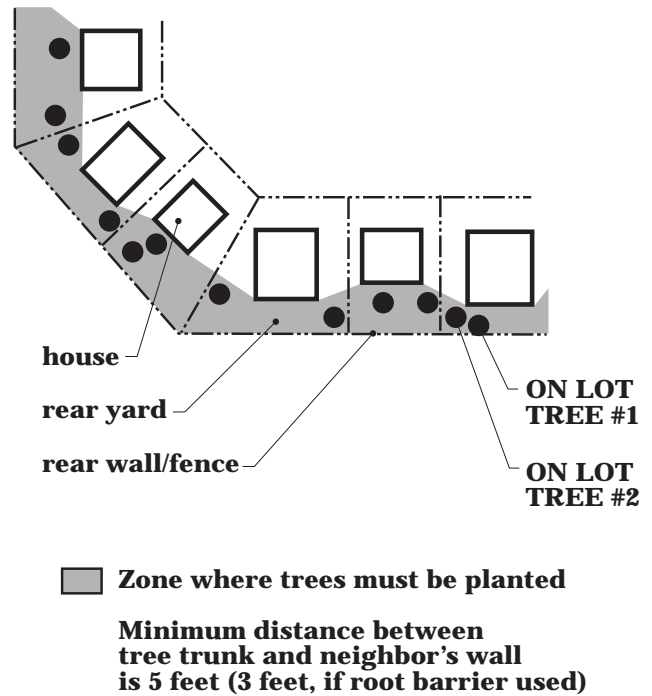 house
rear yard
rear wall/fence
ON LOT
TREE #1
ON LOT
TREE #2
Zone where trees must be planted
Minimum distance between
tree trunk and neighbor's wall
is 5 feet (3 feet, if root barrier used)